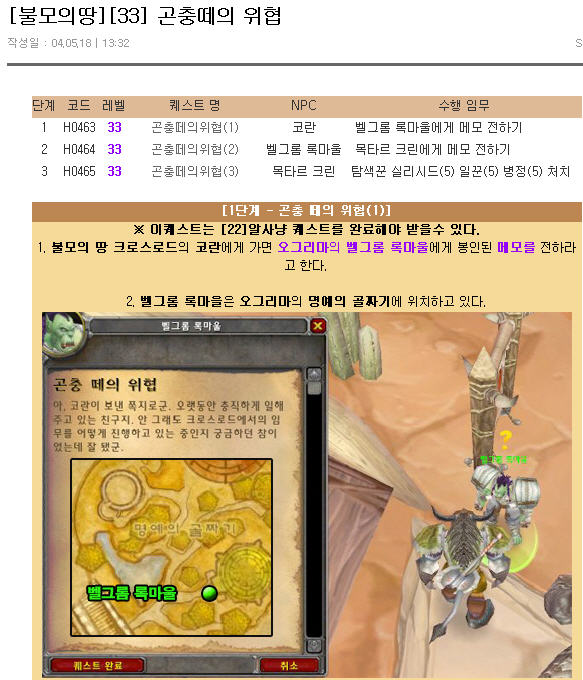 [불모의땅][33] 곤충떼의 위협
작성일 : 04.05.18 | 13:32
S
단계 코드 레벨 퀘스트 명 NPC 수행 임무
1 H0463 33 곤충떼의위협(1) 코란 벨그롬 록마울에게 메모 전하기
2 H0464 33 곤충떼의위협(2) 벨그롬 록마울 목타르 크린에게 메모 전하기
3 H0465 33 곤충떼의위협(3) 목타르 크린 탐색꾼 실리시드(5) 일꾼(5) 병정(5) 처치
[1단계 - 곤충 떼의 위협(1)]
※ 이퀘스트는 [22]알사냥 퀘스트를 완료해야 받을수 있다.
1. 불모의 땅 크로스로드의 코란에게 가면 오그리마의 벨그롬 록마울에게 봉인된 메모를 전하라
고 한다.
2. 벨그롬 록마울은 오그리마의 명예의 골짜기에 위치하고 있다.
벨그롬 록마울
곤충 떼의 위협
아, 코란이 보낸 쪽지로군. 오랫동안 충직하게 일해
주고 있는 친구지. 안 그래도 크로스로드에서의 임
무를 어떻게 진행하고 있는 중인지 궁금하던 참이
었는데 잘 됐군.
명예의 골짜기
벨그롬 록마울
퀘스트 완료
취소
?
벨그롬 록마울